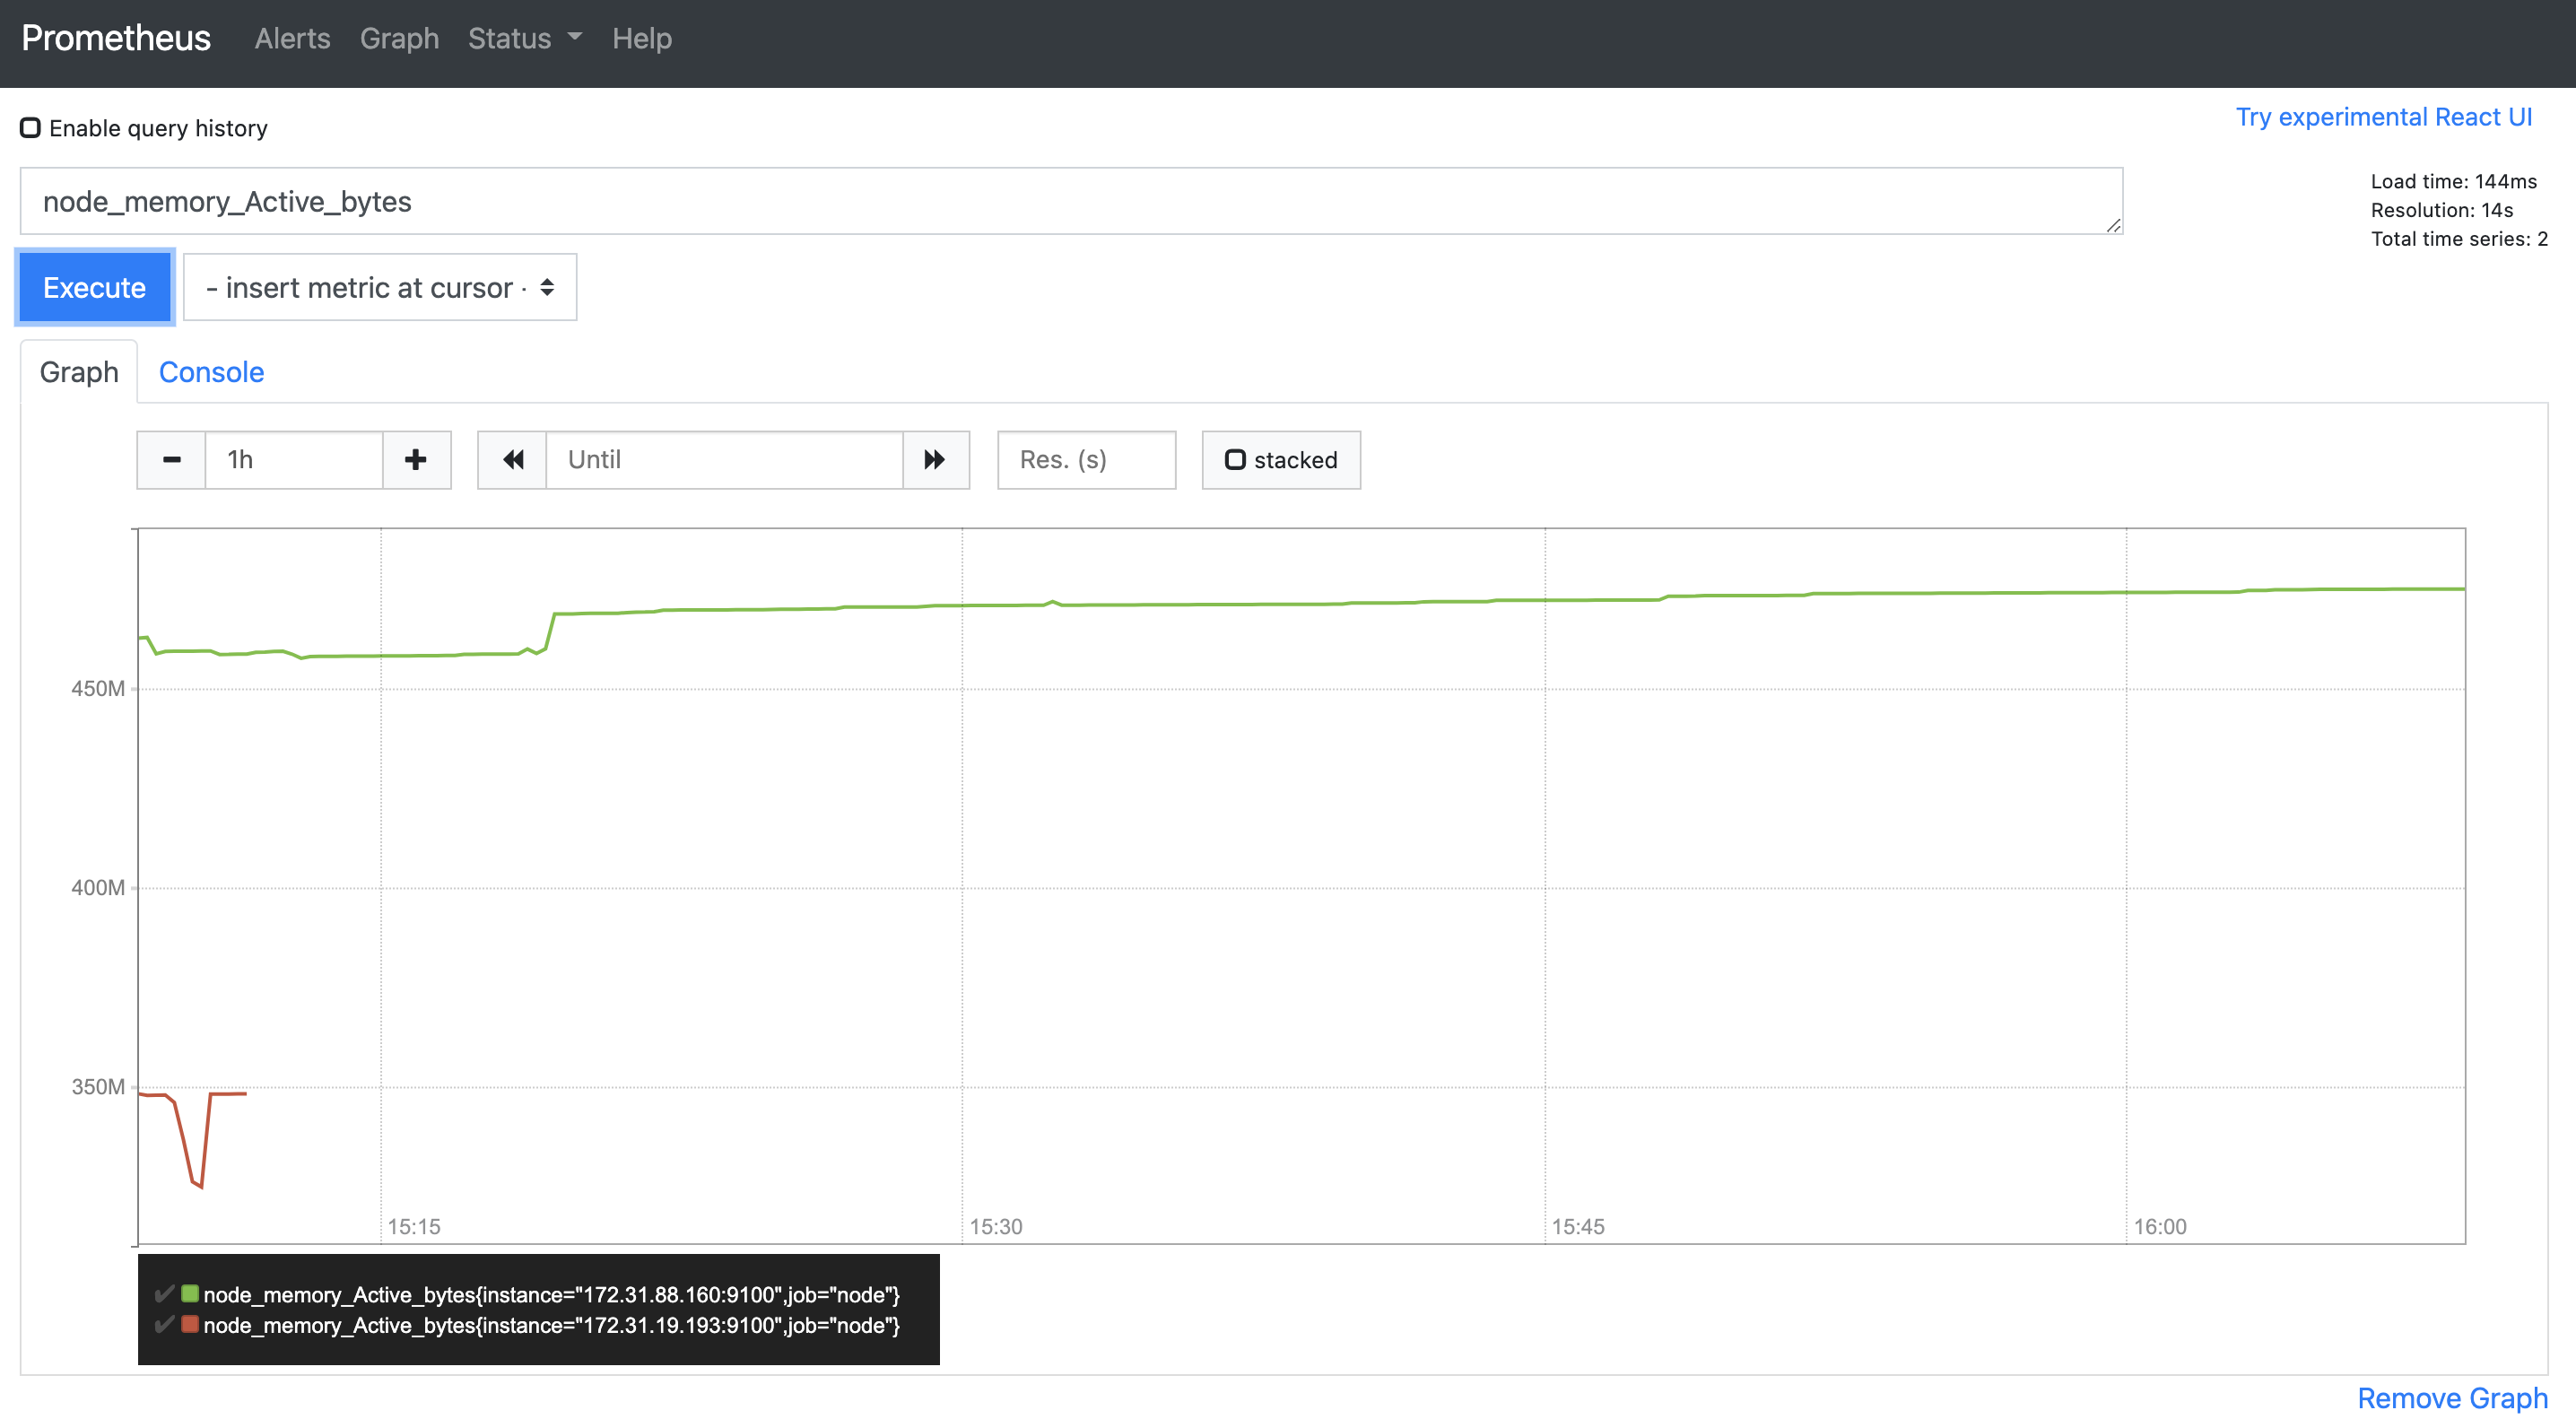 Prometheus Alerts Graph Status Help
Enable query history
Try experimental React UI
node_memory_Active_bytes
Load time: 144ms
Resolution: 14s
Total time series: 2
Execute
- insert metric at cursor -
Graph Console
1h Until Res. (s) stacked
450M
400M
350M
15:15 15:30 15:45 16:00
node_memory_Active_bytes{instance="172.31.88.160:9100",job="node"}
node_memory_Active_bytes{instance="172.31.19.193:9100",job="node"}
Remove Graph